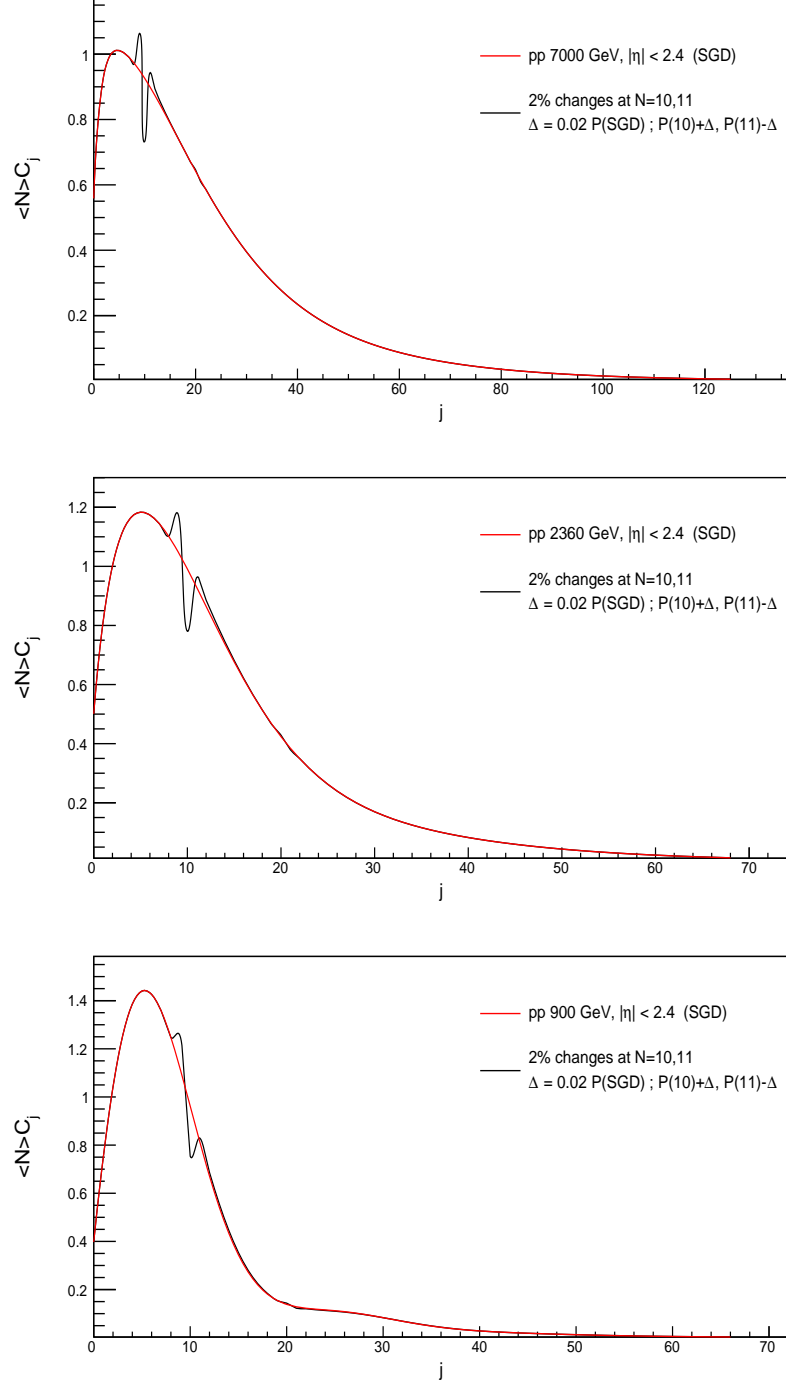 1
0.8
0.6
0.4
0.2
<N>C_j
pp 7000 GeV, |η| < 2.4 (SGD)
2% changes at N=10,11
Δ = 0.02 P(SGD) ; P(10)+Δ, P(11)-Δ
0 20 40 60 80 100 120
j
1.2
1
0.8
0.6
0.4
0.2
<N>C_j
pp 2360 GeV, |η| < 2.4 (SGD)
2% changes at N=10,11
Δ = 0.02 P(SGD) ; P(10)+Δ, P(11)-Δ
0 10 20 30 40 50 60 70
j
1.4
1.2
1
0.8
0.6
0.4
0.2
<N>C_j
pp 900 GeV, |η| < 2.4 (SGD)
2% changes at N=10,11
Δ = 0.02 P(SGD) ; P(10)+Δ, P(11)-Δ
0 10 20 30 40 50 60 70
j